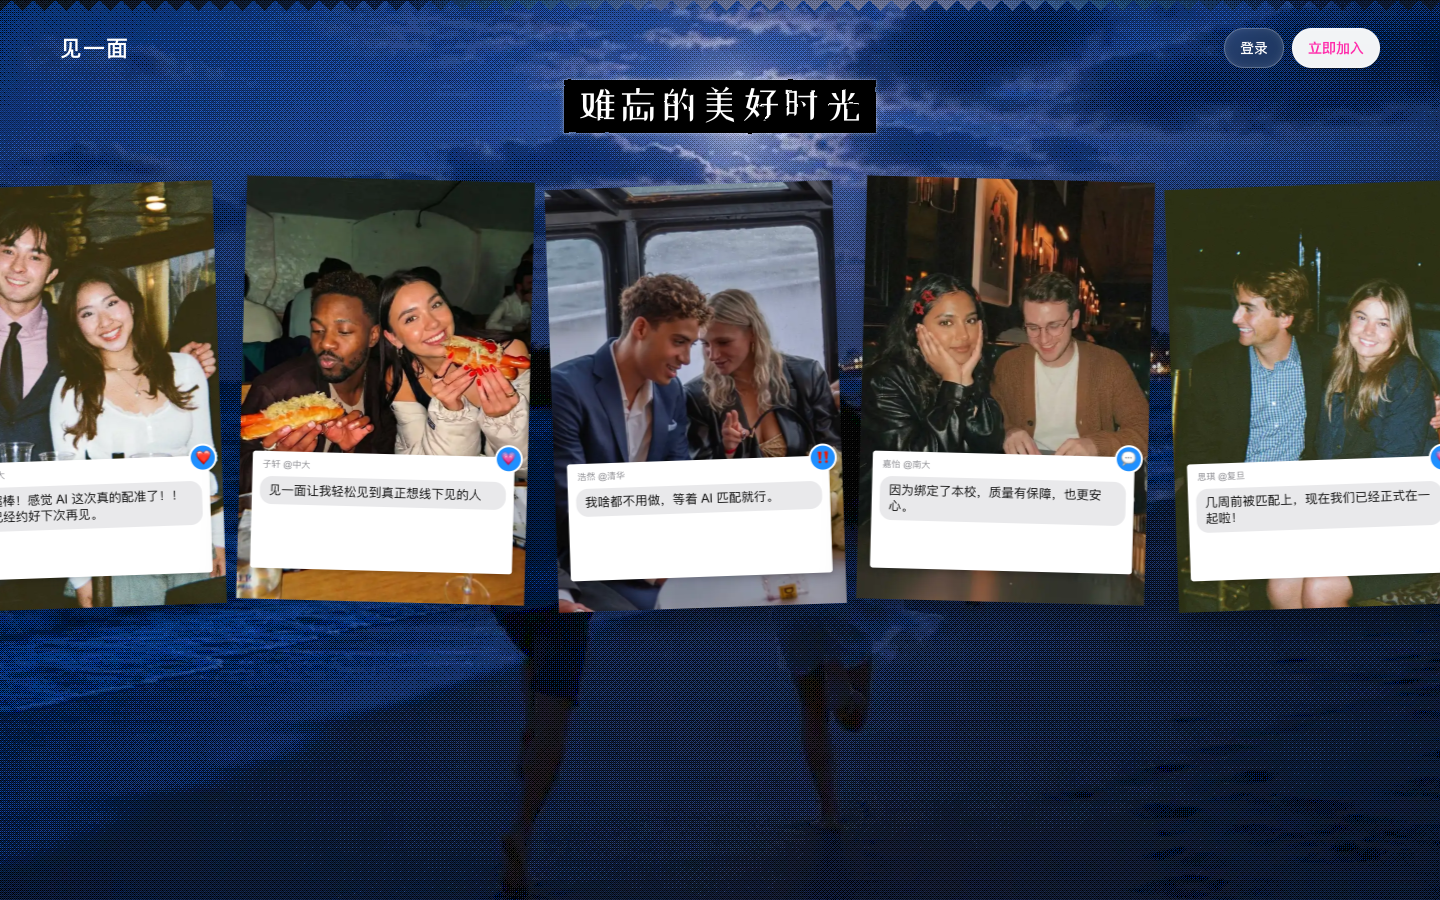 见一面
登录
立即加入
难忘的美好时光
大
棒！感觉 AI 这次真的配准了！！
经约好下次再见。
子轩 @中大
见一面让我轻松见到真正想线下见的人
浩然 @清华
我啥都不用做，等着 AI 匹配就行。
嘉怡 @南大
因为绑定了本校，质量有保障，也更安
心。
思琪 @复旦
几周前被匹配上，现在我们已经正式在一
起啦！